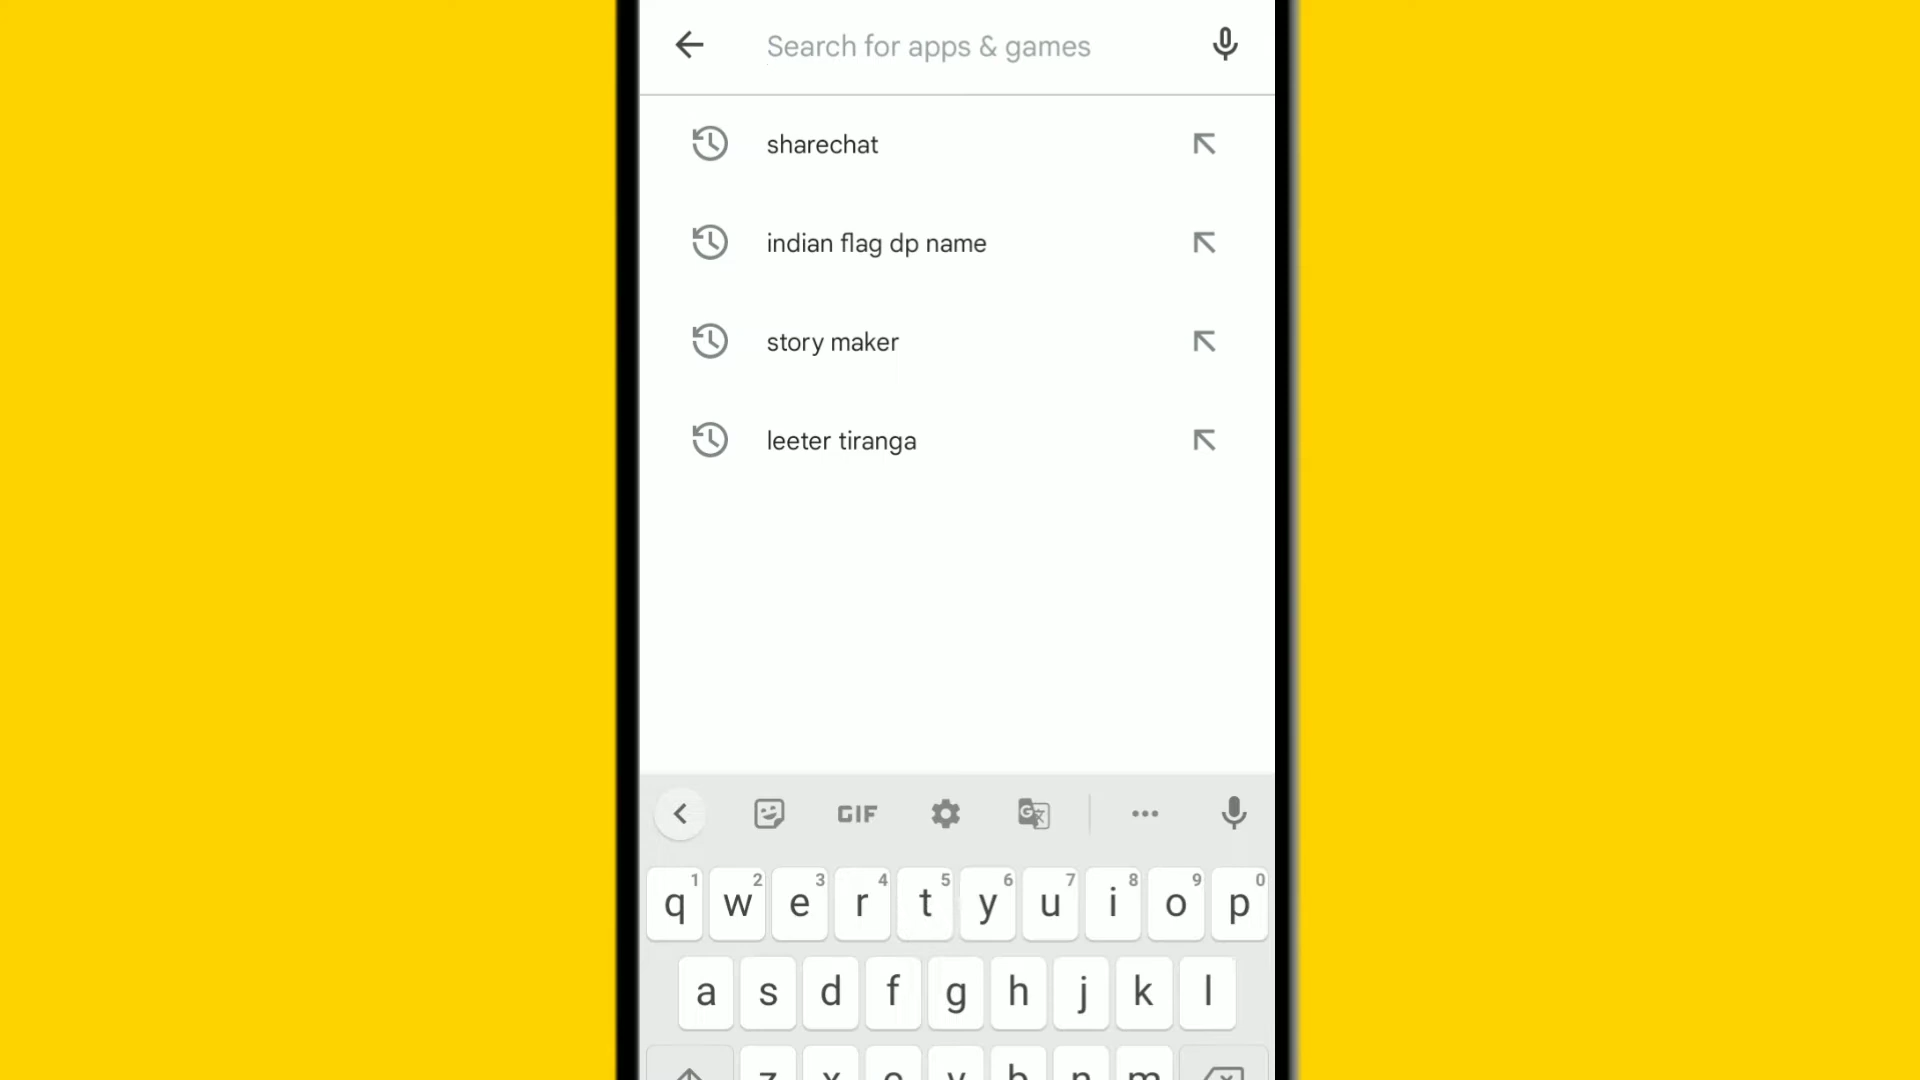 Search for apps & games
sharechat
indian flag dp name
story maker
leeter tiranga
GIF
1 2 3 4 5 6 7 8 9 0
q w e r t y u i o p
a s d f g h j k l
z x c v b n m